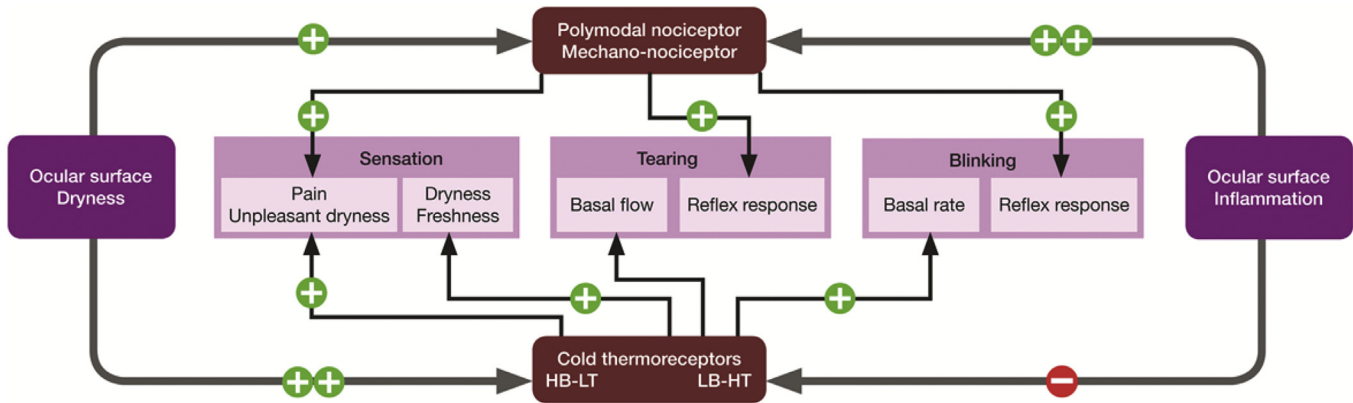 Polymodal nociceptor
Mechano-nociceptor
+
++
+
+
+
Ocular surface
Dryness
Sensation
Pain
Unpleasant dryness
Dryness
Freshness
Tearing
Basal flow
Reflex response
Blinking
Basal rate
Reflex response
Ocular surface
Inflammation
+
+
+
Cold thermoreceptors
HB-LT LB-HT
++
−